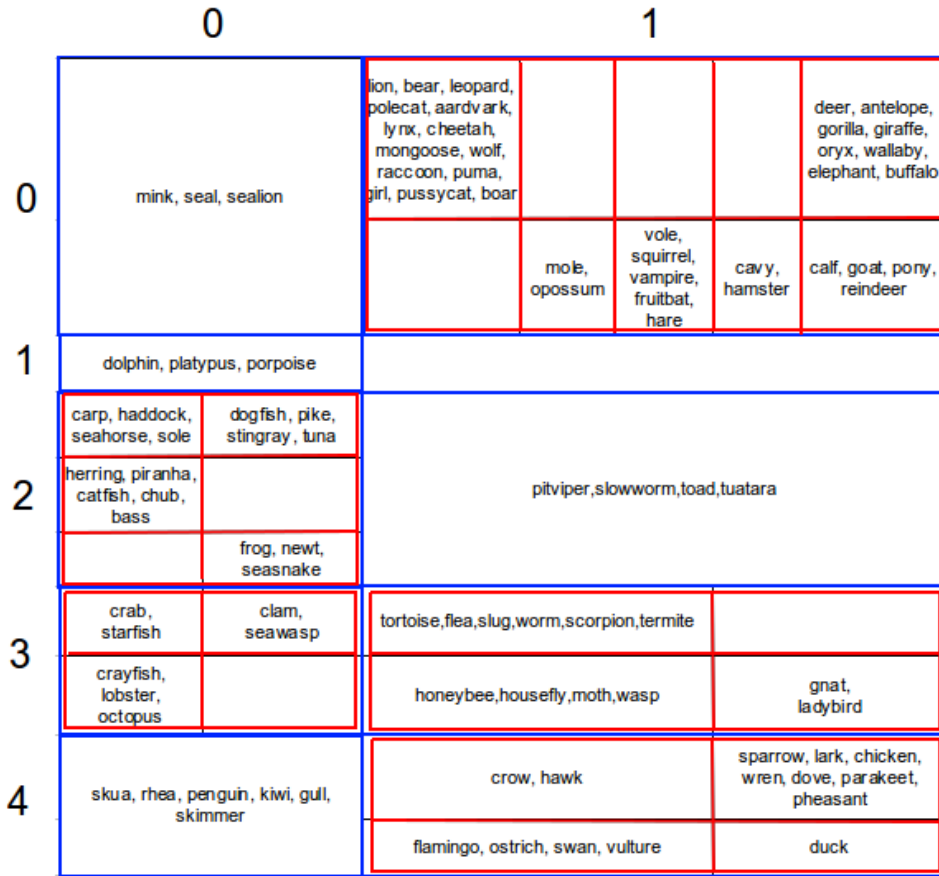 0
1
0
mink, seal, sealion
lion, bear, leopard,
polecat, aardvark,
lynx, cheetah,
mongoose, wolf,
raccoon, puma,
girl, pussycat, boar
deer, antelope,
gorilla, giraffe,
oryx, wallaby,
elephant, buffalo
mole,
opossum
vole,
squirrel,
vampire,
fruitbat,
hare
cavy,
hamster
calf, goat, pony,
reindeer
1
dolphin, platypus, porpoise
2
carp, haddock,
seahorse, sole
dogfish, pike,
stingray, tuna
herring, piranha,
catfish, chub,
bass
frog, newt,
seasnake
pitviper,slowworm,toad,tuatara
3
crab,
starfish
clam,
seawasp
crayfish,
lobster,
octopus
tortoise,flea,slug,worm,scorpion,termite
honeybee,housefly,moth,wasp
gnat,
ladybird
4
skua, rhea, penguin, kiwi, gull,
skimmer
crow, hawk
sparrow, lark, chicken,
wren, dove, parakeet,
pheasant
flamingo, ostrich, swan, vulture
duck